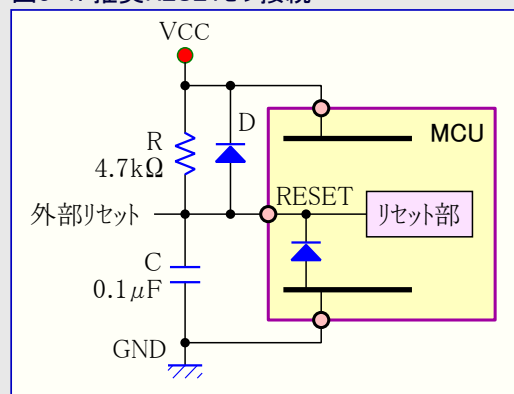 VCC
D
MCU
R
4.7kΩ
RESET
外部リセット
リセット部
C
0.1μF
GND